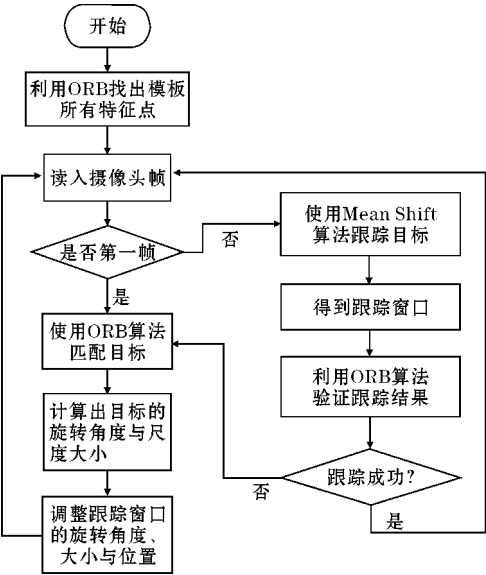 开始
利用ORB找出模板
所有特征点
读入摄像头帧
是否第一帧
否
是
使用Mean Shift
算法跟踪目标
得到跟踪窗口
利用ORB算法
验证跟踪结果
跟踪成功?
否
是
使用ORB算法
匹配目标
计算出目标的
旋转角度与尺
度大小
调整跟踪窗口
的旋转角度、
大小与位置